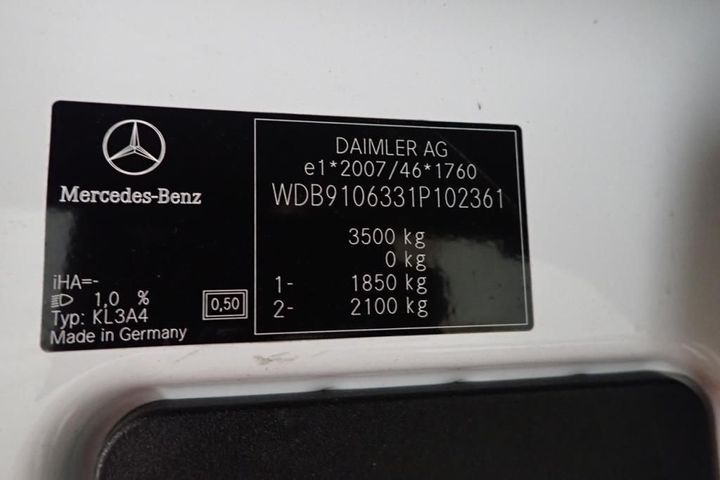 Mercedes-Benz
iHA=-
1,0 %
Typ: KL3A4
Made in Germany
0,50
DAIMLER AG
e1*2007/46*1760
WDB9106331P102361
3500 kg
0 kg
1- 1850 kg
2- 2100 kg